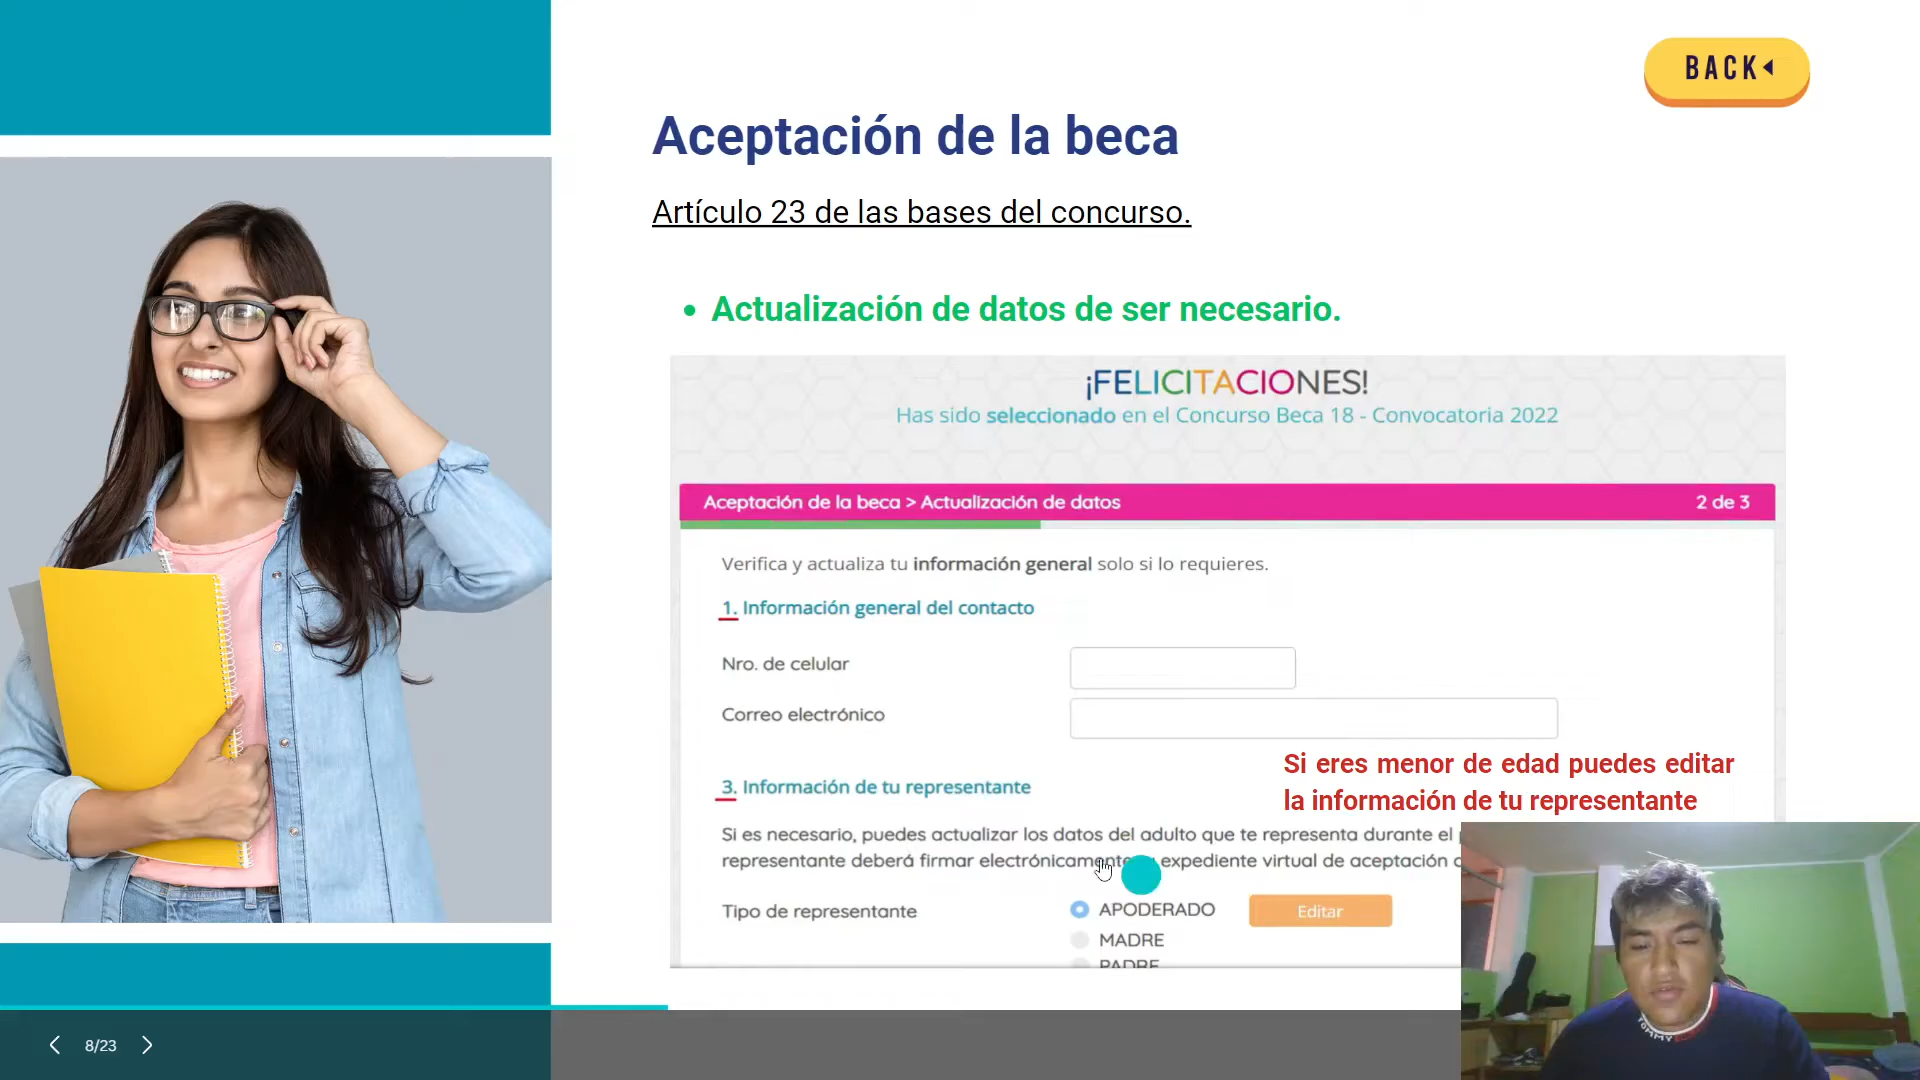 BACK
Aceptación de la beca
Artículo 23 de las bases del concurso.
Actualización de datos de ser necesario.
¡FELICITACIONES!
Has sido seleccionado en el Concurso Beca 18 - Convocatoria 2022
Aceptación de la beca > Actualización de datos 2 de 3
Verifica y actualiza tu información general solo si lo requieres.
1. Información general del contacto
Nro. de celular
Correo electrónico
Si eres menor de edad puedes editar
la información de tu representante
3. Información de tu representante
Si es necesario, puedes actualizar los datos del adulto que te representa durante el
representante deberá firmar electrónicamente expediente virtual de aceptación
Tipo de representante
APODERADO
Editar
MADRE
PADRE
TOMMY
8/23